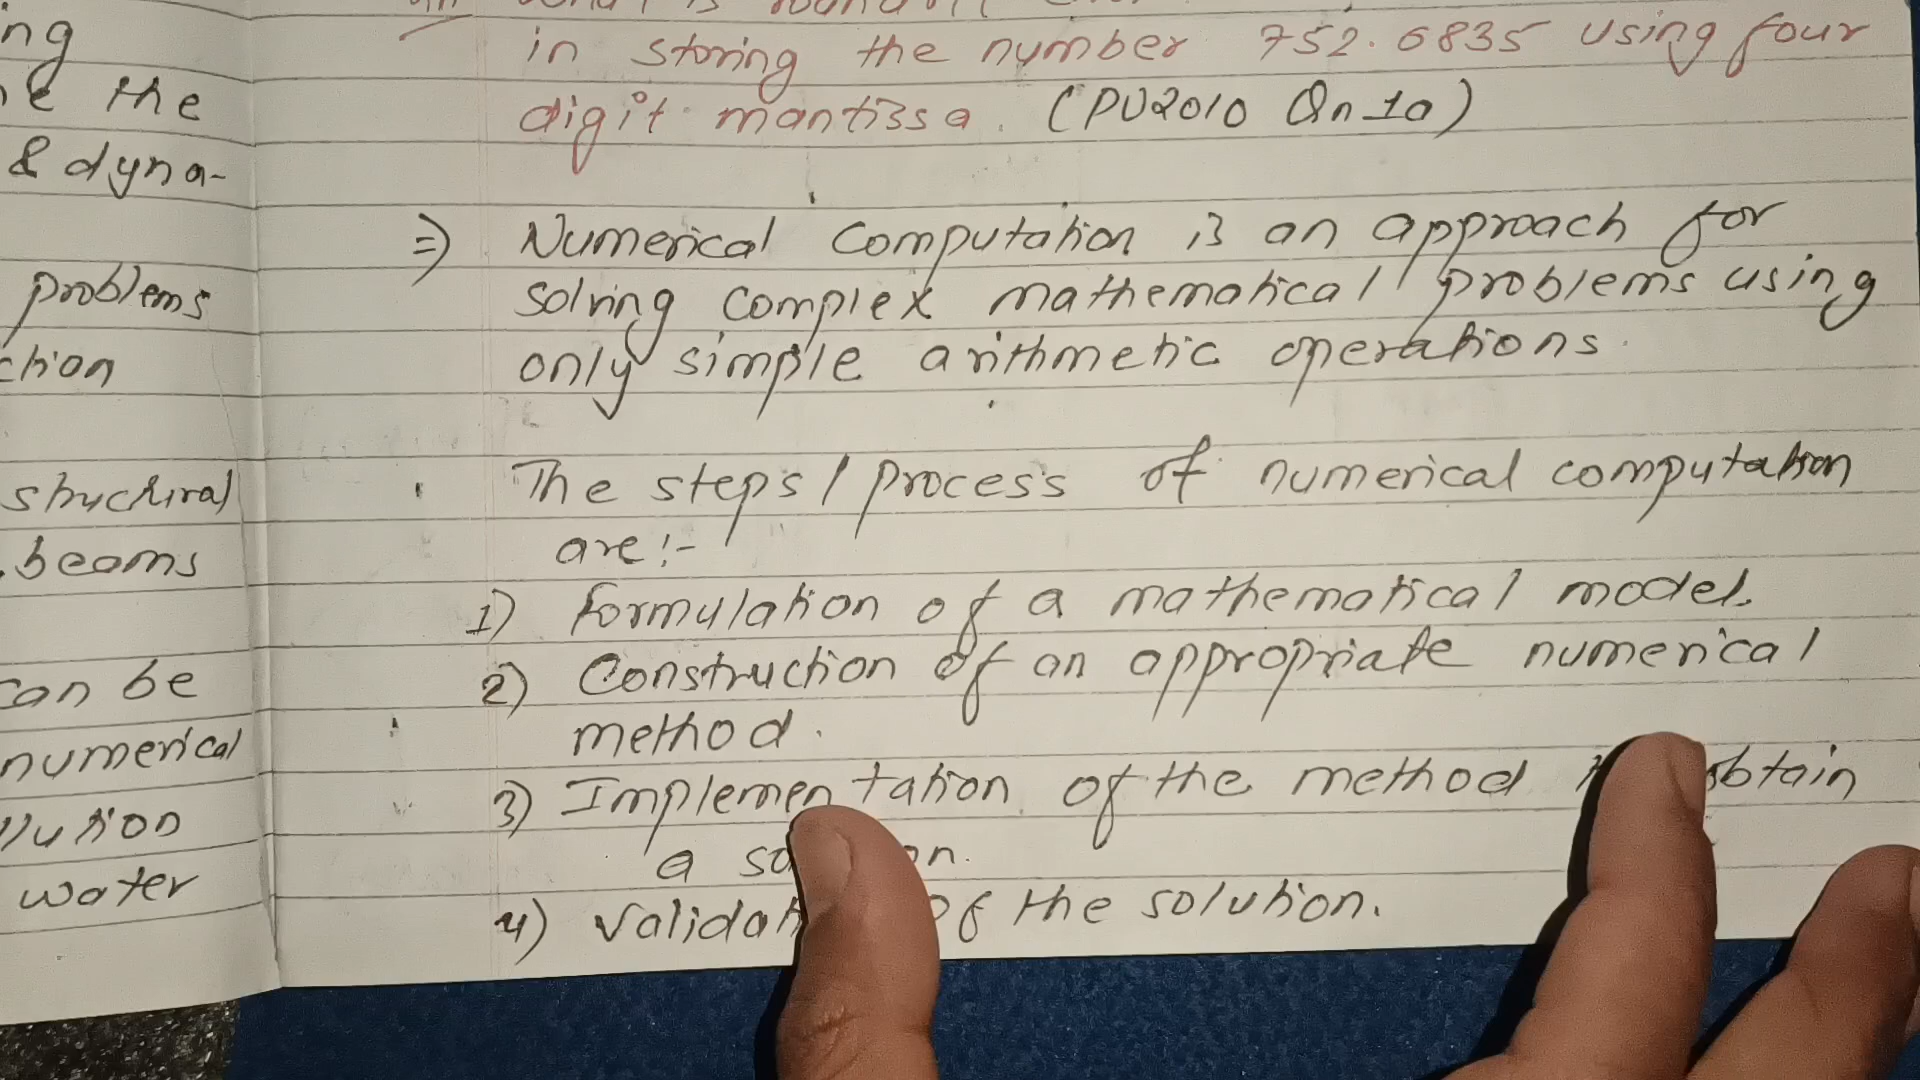 ng
the
& dyna-
problems
ction
structural
beams
can be
numerical
water
in storing the number 752.6835 using four
digit mantissa. (PU2010 Qn 1a)
=) Numerical computation is an approach for
solving complex mathematical problems using
only simple arithmetic operations.
The steps / process of numerical computation
are:-
1) Formulation of a mathematical model.
2) Construction of an appropriate numerical
method.
3) Implementation of the method obtain
a
4) of the solution.